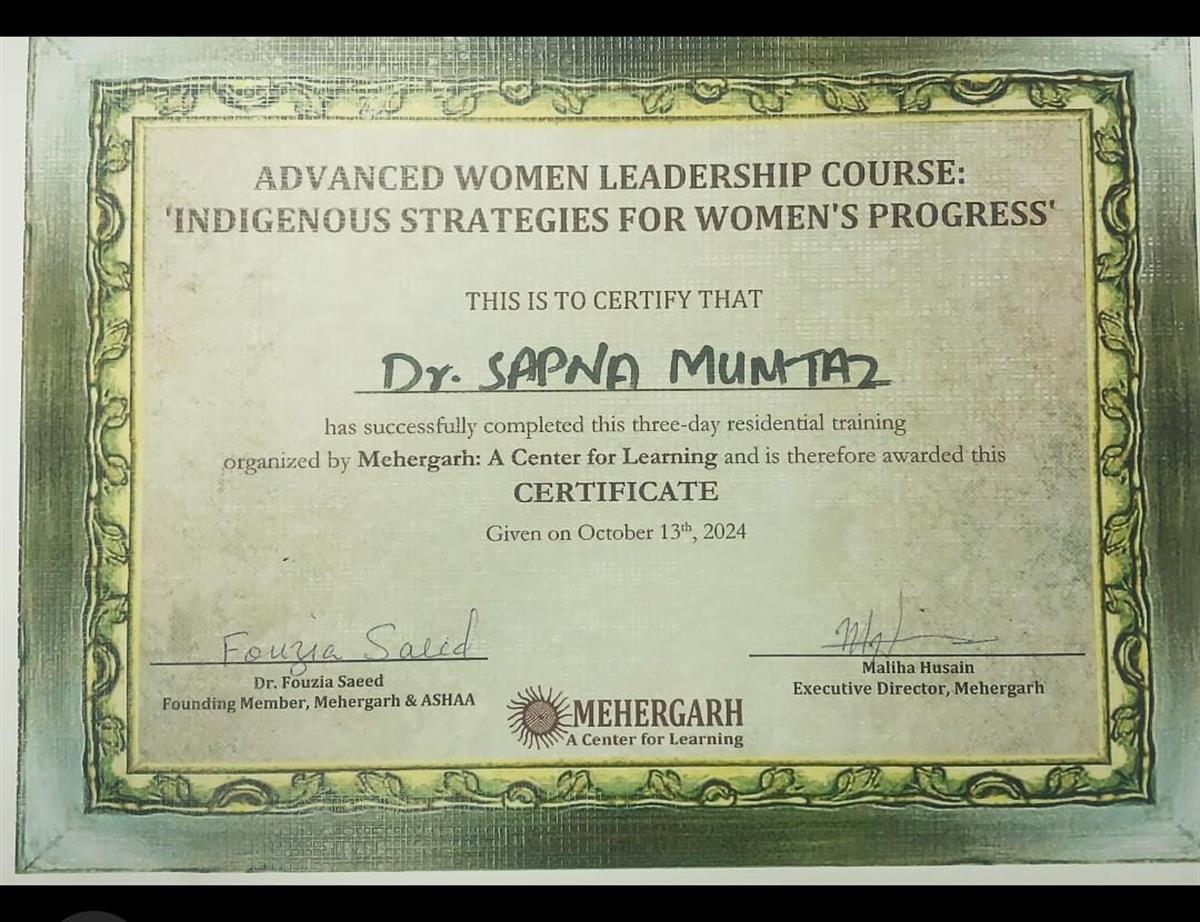 ADVANCED WOMEN LEADERSHIP COURSE:
'INDIGENOUS STRATEGIES FOR WOMEN'S PROGRESS'
THIS IS TO CERTIFY THAT
Dr. SAPNA MUMTAZ
has successfully completed this three-day residential training
organized by Mehergarh: A Center for Learning and is therefore awarded this
CERTIFICATE
Given on October 13th, 2024
Fouzia Saeed
Dr. Fouzia Saeed
Founding Member, Mehergarh & ASHAA
Maliha Husain
Executive Director, Mehergarh
MEHERGARH
A Center for Learning